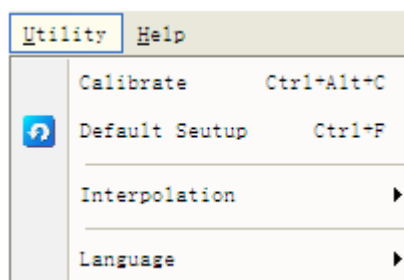 Utility Help
Calibrate Ctrl+Alt+C
Default Seutup Ctrl+F
Interpolation
Language